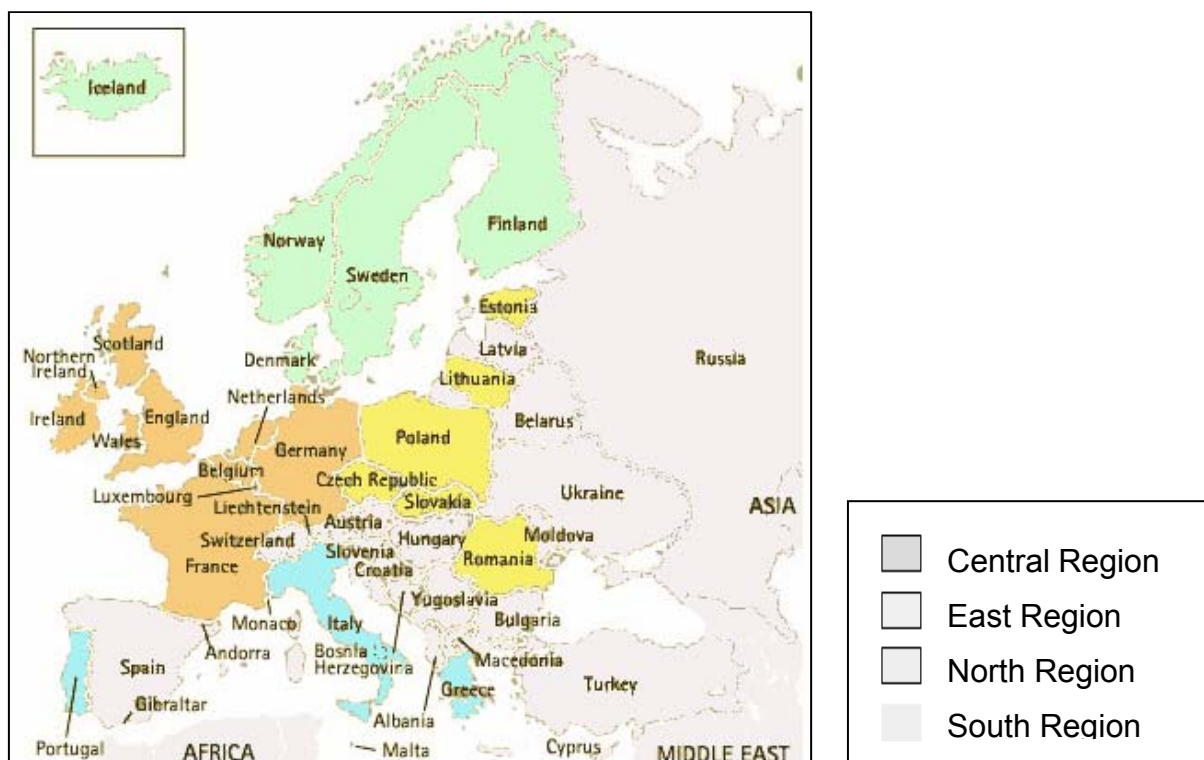 Iceland
Norway
Finland
Sweden
Estonia
Scotland
Northern
Ireland
Denmark
Latvia
Russia
Lithuania
Netherlands
Ireland
England
Wales
Belarus
Germany
Poland
Belgium
Czech Republic
Luxembourg
Slovakia
Ukraine
ASIA
Liechtenstein
Austria
Switzerland
Hungary
Moldova
Slovenia
France
Croatia
Romania
Yugoslavia
Monaco
Italy
Bulgaria
Andorra
Bosnia
Herzegovina
Spain
Macedonia
Greece
Turkey
Gibraltar
Albania
Portugal
AFRICA
Malta
Cyprus
MIDDLE EAST
Central Region
East Region
North Region
South Region